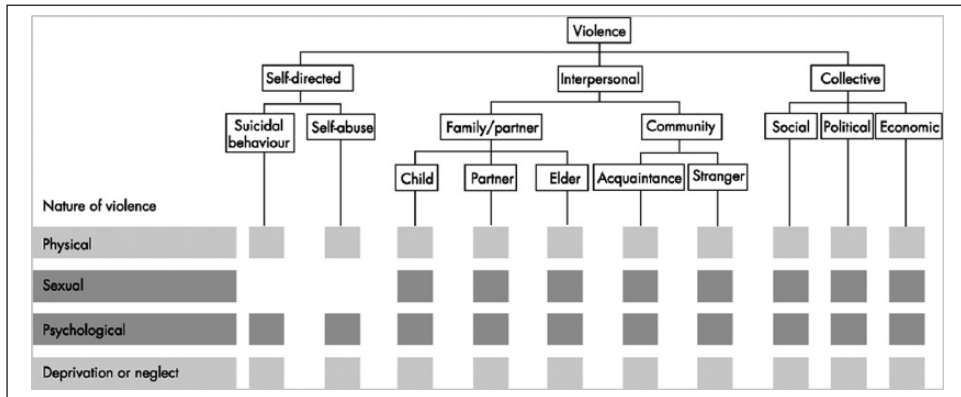 Violence
Self-directed Interpersonal Collective
Suicidal behaviour Self-abuse Family/partner Community Social Political Economic
Child Partner Elder Acquaintance Stranger
Nature of violence
Physical
Sexual
Psychological
Deprivation or neglect